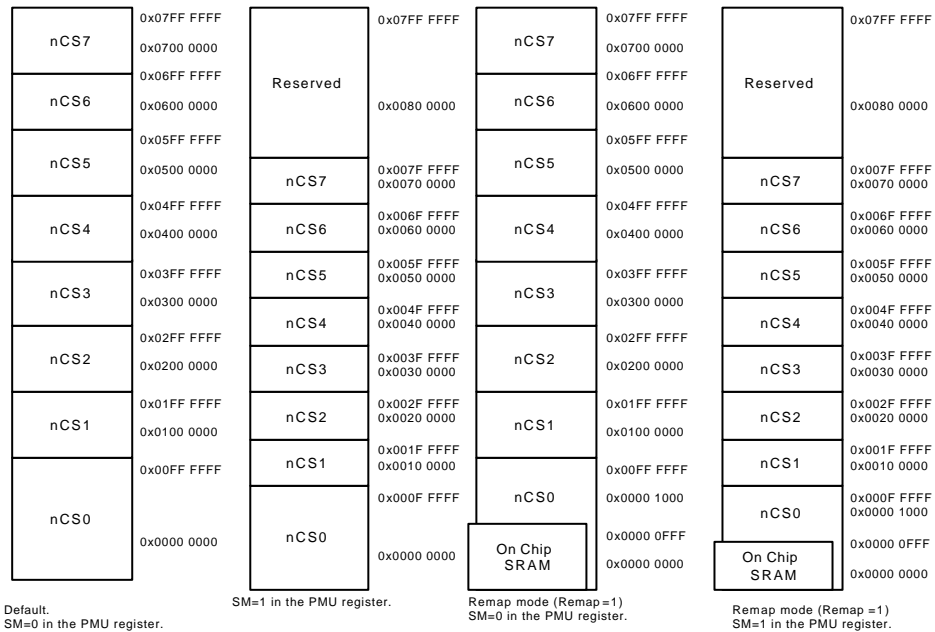 nCS7
0x07FF FFFF
0x0700 0000
nCS6
0x06FF FFFF
0x0600 0000
nCS5
0x05FF FFFF
0x0500 0000
nCS4
0x04FF FFFF
0x0400 0000
nCS3
0x03FF FFFF
0x0300 0000
nCS2
0x02FF FFFF
0x0200 0000
nCS1
0x01FF FFFF
0x0100 0000
nCS0
0x00FF FFFF
0x0000 0000
Default.
SM=0 in the PMU register.
Reserved
0x07FF FFFF
0x0080 0000
nCS7
0x007F FFFF
0x0070 0000
nCS6
0x006F FFFF
0x0060 0000
nCS5
0x005F FFFF
0x0050 0000
nCS4
0x004F FFFF
0x0040 0000
nCS3
0x003F FFFF
0x0030 0000
nCS2
0x002F FFFF
0x0020 0000
nCS1
0x001F FFFF
0x0010 0000
nCS0
0x000F FFFF
0x0000 0000
SM=1 in the PMU register.
nCS7
0x07FF FFFF
0x0700 0000
nCS6
0x06FF FFFF
0x0600 0000
nCS5
0x05FF FFFF
0x0500 0000
nCS4
0x04FF FFFF
0x0400 0000
nCS3
0x03FF FFFF
0x0300 0000
nCS2
0x02FF FFFF
0x0200 0000
nCS1
0x01FF FFFF
0x0100 0000
nCS0
0x00FF FFFF
0x0000 1000
On Chip
SRAM
0x0000 0FFF
0x0000 0000
Remap mode (Remap=1)
SM=0 in the PMU register.
Reserved
0x07FF FFFF
0x0080 0000
nCS7
0x007F FFFF
0x0070 0000
nCS6
0x006F FFFF
0x0060 0000
nCS5
0x005F FFFF
0x0050 0000
nCS4
0x004F FFFF
0x0040 0000
nCS3
0x003F FFFF
0x0030 0000
nCS2
0x002F FFFF
0x0020 0000
nCS1
0x001F FFFF
0x0010 0000
nCS0
0x000F FFFF
0x0000 1000
On Chip
SRAM
0x0000 0FFF
0x0000 0000
Remap mode (Remap =1)
SM=1 in the PMU register.